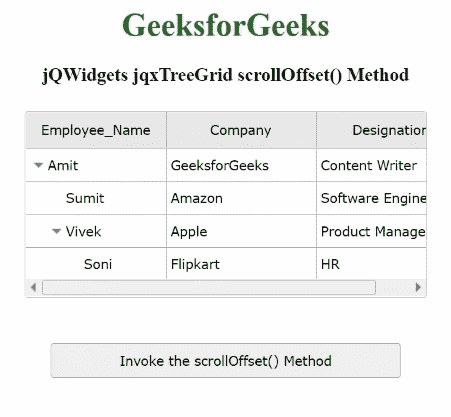 GeeksforGeeks
jQWidgets jqxTreeGrid scrollOffset() Method
Employee_Name Company Designation
Amit GeeksforGeeks Content Writer
Sumit Amazon Software Engine
Vivek Apple Product Manage
Soni Flipkart HR
Invoke the scrollOffset() Method